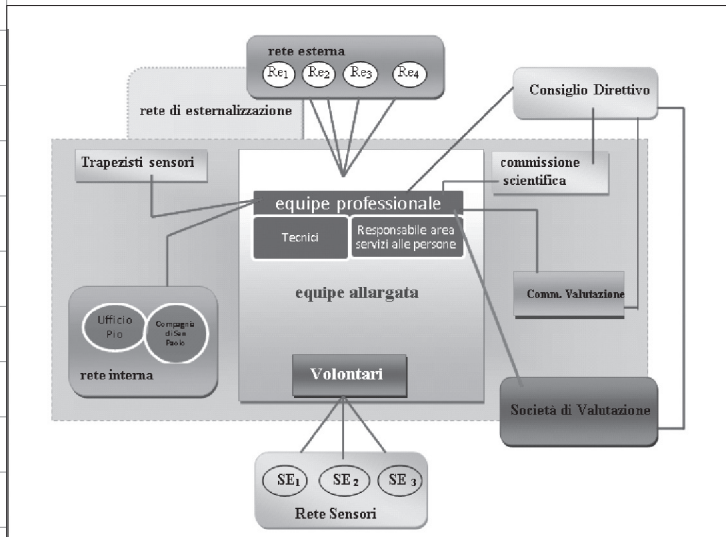 rete esterna
Re1 Re2 Re3 Re4
rete di esternalizzazione
Consiglio Direttivo
Trapezisti sensori
commissione
scientifica
equipe professionale
Tecnici
Responsabile area
servizi alle persone
equipe allargata
Comm. Valutazione
Ufficio
Pio
Compagnia
di San
Paolo
rete interna
Volontari
Società di Valutazione
SE1 SE2 SE3
Rete Sensori